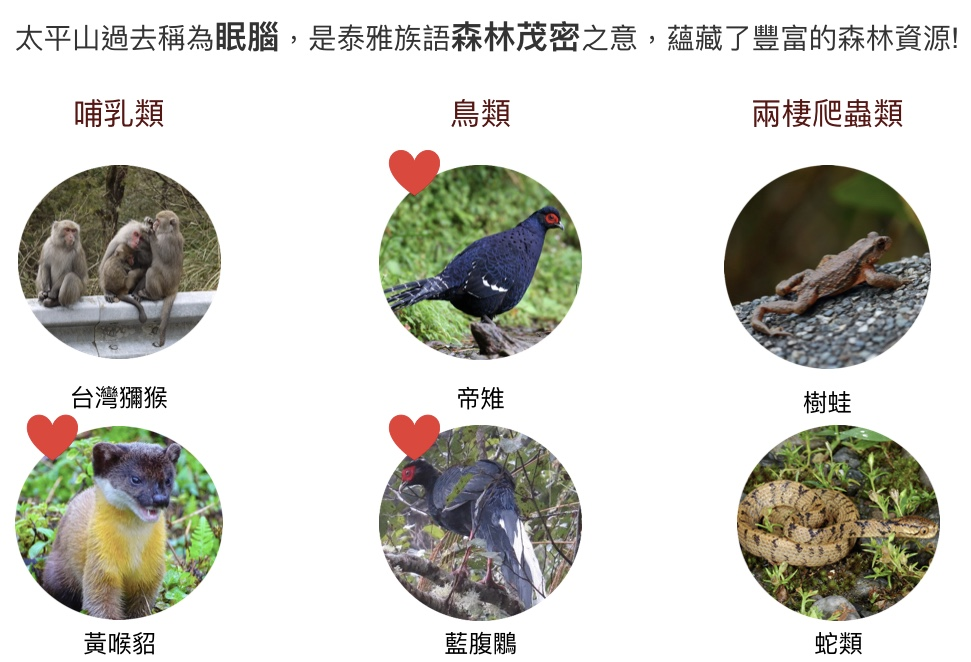 太平山過去稱為眠腦，是泰雅族語森林茂密之意，蘊藏了豐富的森林資源!
哺乳類
鳥類
兩棲爬蟲類
台灣獼猴
帝雉
樹蛙
黃喉貂
藍腹鷴
蛇類